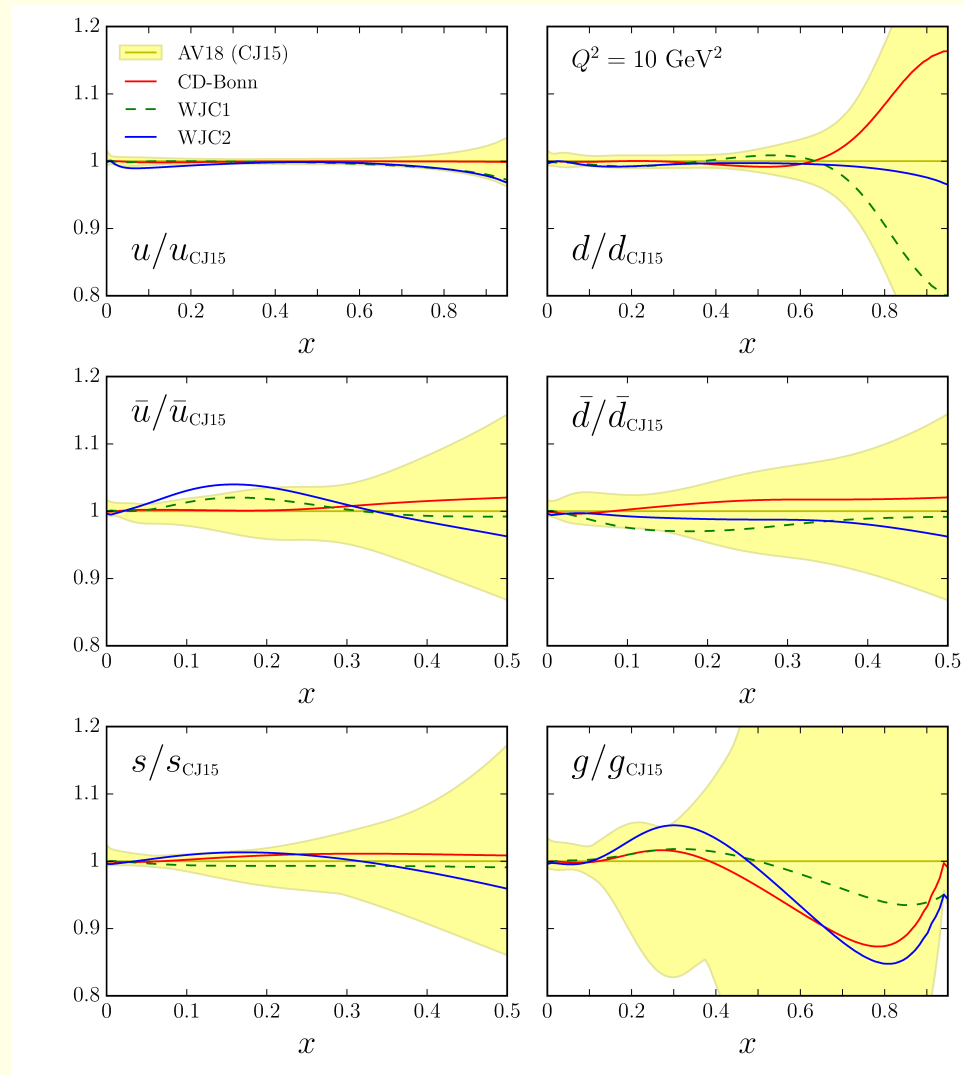 1.2
1.1
1
0.9
0.8
AV18 (CJ15)
CD-Bonn
WJC1
WJC2
u/u_CJ15
0 0.2 0.4 0.6 0.8
x
Q² = 10 GeV²
d/d_CJ15
0 0.2 0.4 0.6 0.8
x
1.2
1.1
1
0.9
0.8
ū/ū_CJ15
0 0.1 0.2 0.3 0.4 0.5
x
d̄/d̄_CJ15
0 0.1 0.2 0.3 0.4 0.5
x
1.2
1.1
1
0.9
0.8
s/s_CJ15
0 0.1 0.2 0.3 0.4 0.5
x
g/g_CJ15
0 0.2 0.4 0.6 0.8
x